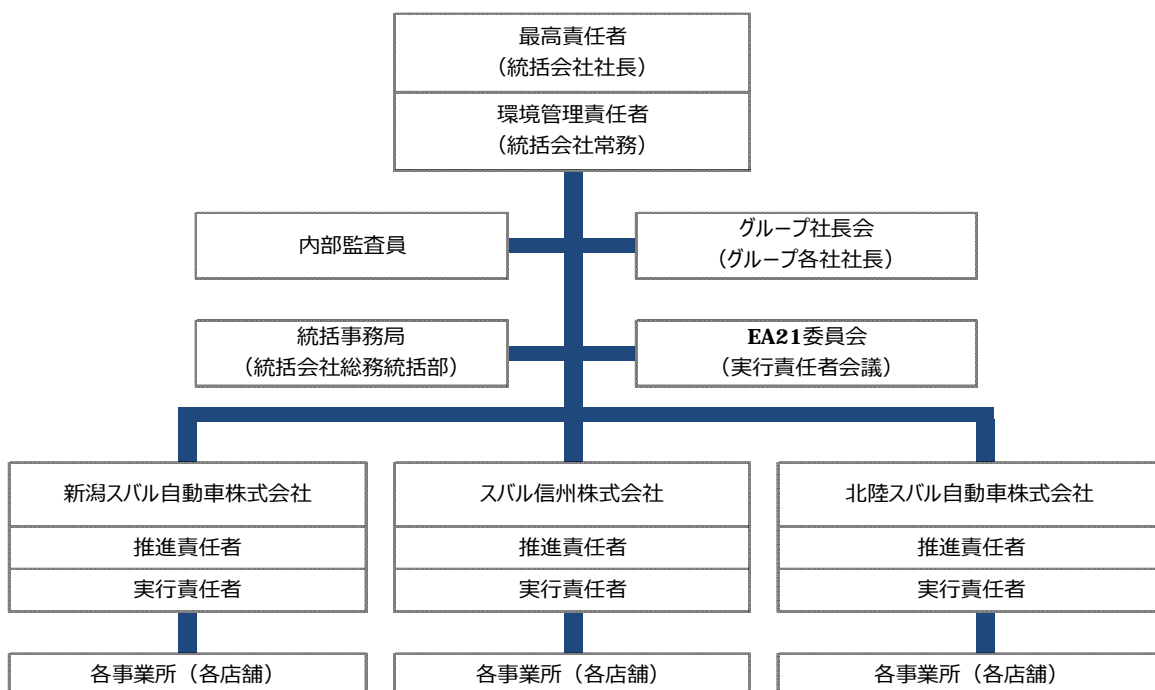 最高責任者
（統括会社社長）
環境管理責任者
（統括会社常務）
内部監査員
グループ社長会
（グループ各社社長）
統括事務局
（統括会社総務統括部）
EA21委員会
（実行責任者会議）
新潟スバル自動車株式会社
推進責任者
実行責任者
各事業所（各店舗）
スバル信州株式会社
推進責任者
実行責任者
各事業所（各店舗）
北陸スバル自動車株式会社
推進責任者
実行責任者
各事業所（各店舗）